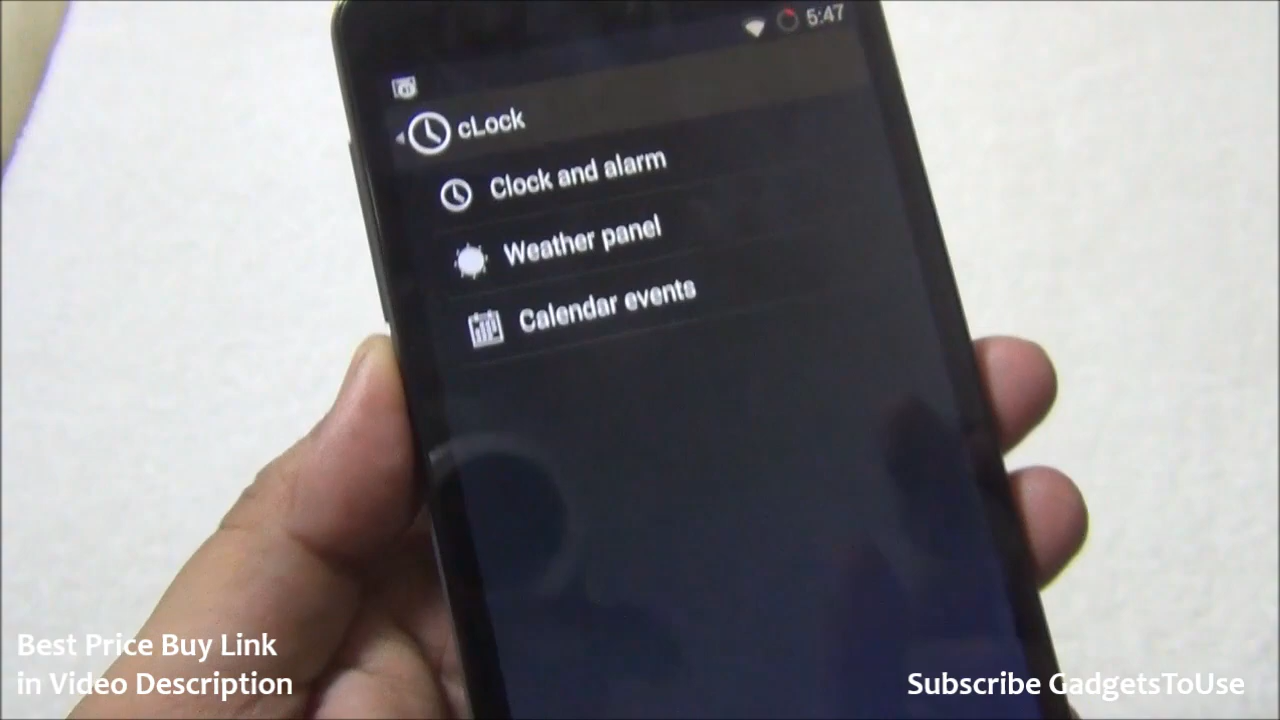 5:47
cLock
Clock and alarm
Weather panel
Calendar events
Best Price Buy Link
in Video Description
Subscribe GadgetsToUse